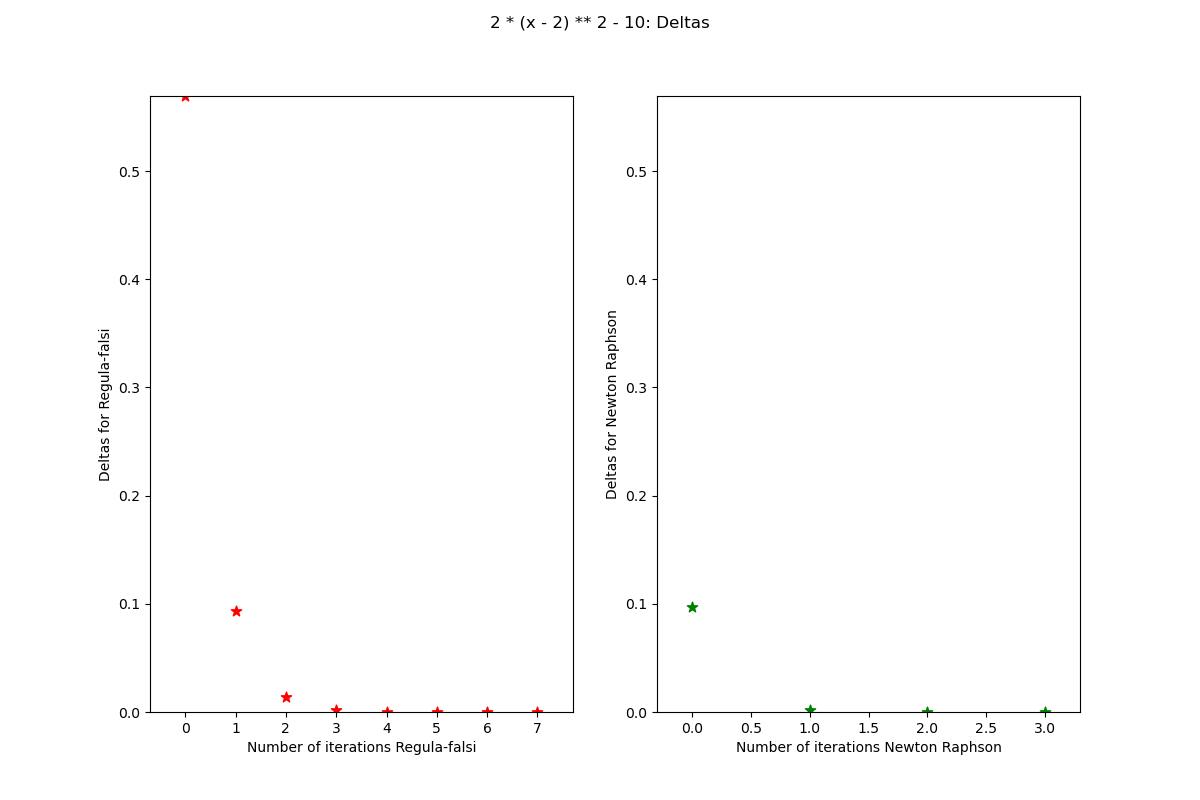 2 * (x - 2) ** 2 - 10: Deltas
Deltas for Regula-falsi
0.5
0.4
0.3
0.2
0.1
0.0
0 1 2 3 4 5 6 7
Number of iterations Regula-falsi
Deltas for Newton Raphson
0.5
0.4
0.3
0.2
0.1
0.0
0.0 0.5 1.0 1.5 2.0 2.5 3.0
Number of iterations Newton Raphson